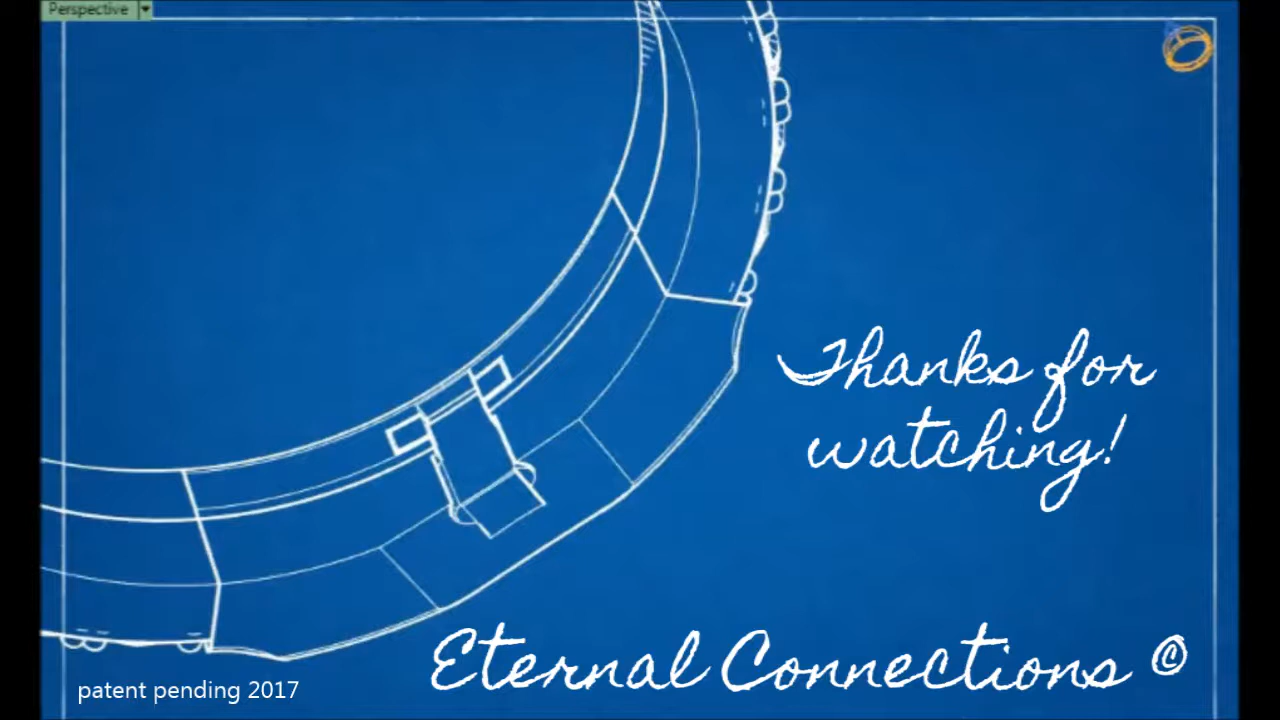 Perspective
Thanks for
watching!
Eternal Connections ©
patent pending 2017